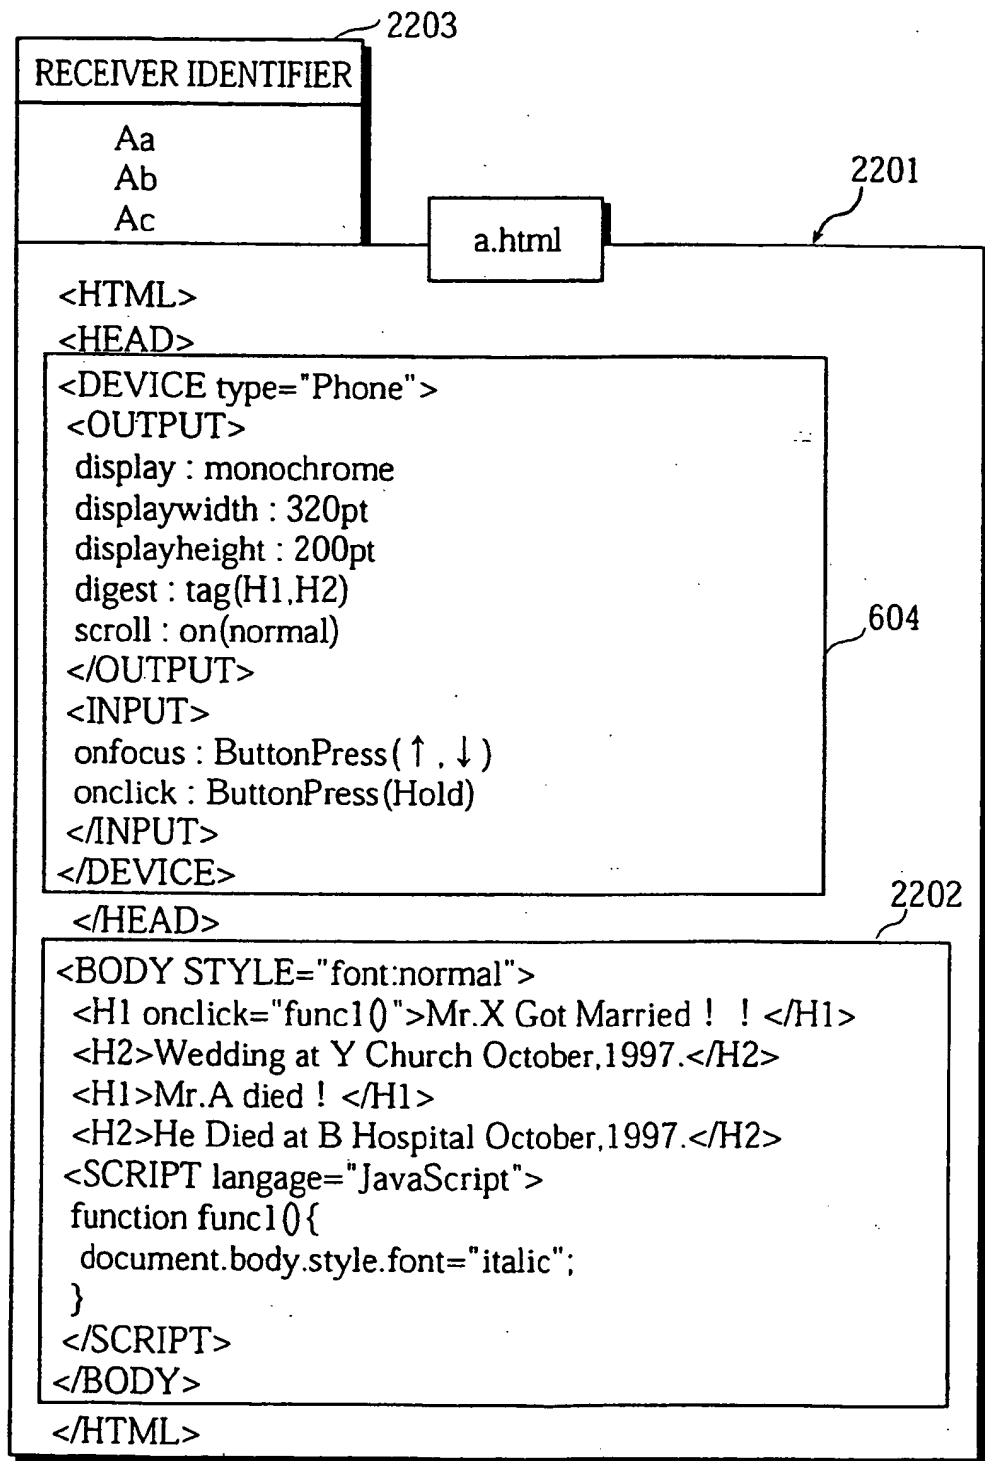 2203
RECEIVER IDENTIFIER
Aa
Ab
Ac
2201
a.html
<HTML>
<HEAD>
<DEVICE type="Phone">
<OUTPUT>
display : monochrome
displaywidth : 320pt
displayheight : 200pt
digest : tag(H1,H2)
scroll : on(normal)
604
</OUTPUT>
<INPUT>
onfocus : ButtonPress(↑,↓)
onclick : ButtonPress(Hold)
</INPUT>
</DEVICE>
</HEAD>
2202
<BODY STYLE="font:normal">
<H1 onclick="func1()">Mr.X Got Married ! ! </H1>
<H2>Wedding at Y Church October,1997.</H2>
<H1>Mr.A died ! </H1>
<H2>He Died at B Hospital October,1997.</H2>
<SCRIPT langage="JavaScript">
function func1(){
document.body.style.font="italic";
}
</SCRIPT>
</BODY>
</HTML>